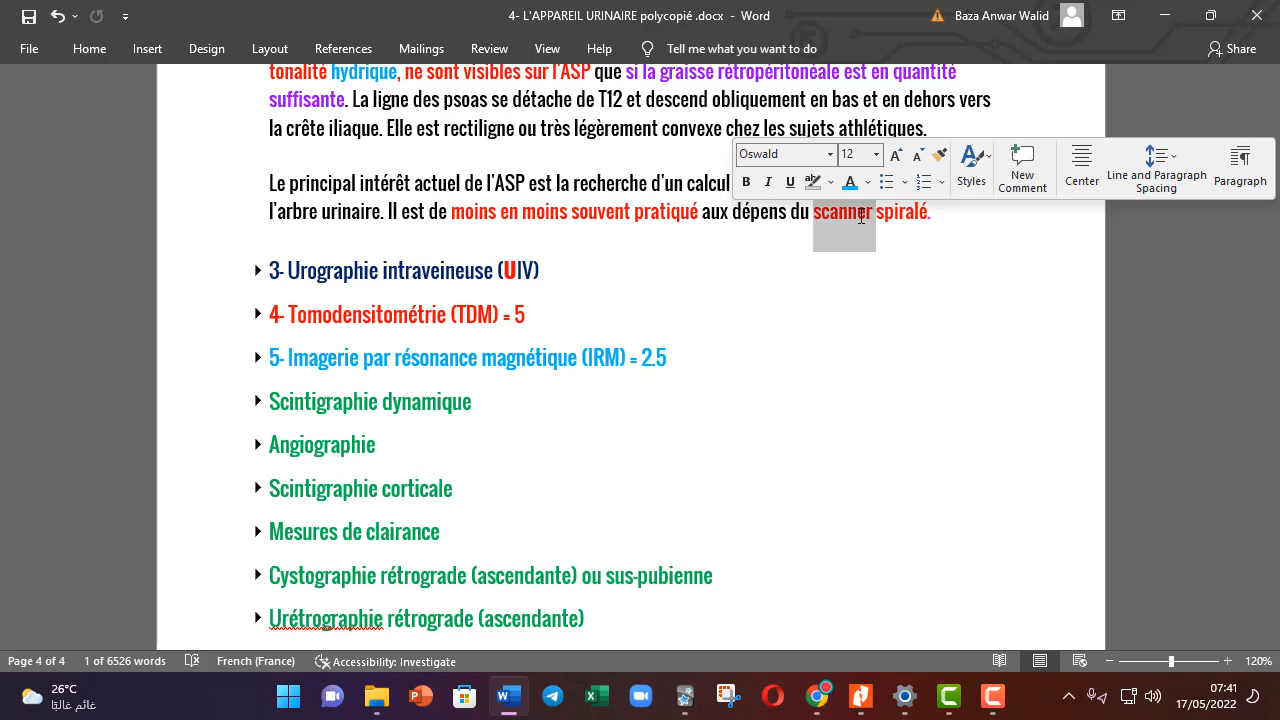 4- L'APPAREIL URINAIRE polycopié .docx - Word
Baza Anwar Walid
File Home Insert Design Layout References Mailings Review View Help Tell me what you want to do Share
tonalité hydrique, ne sont visibles sur l'ASP que si la graisse rétropéritonéale est en quantité
suffisante. La ligne des psoas se détache de T12 et descend obliquement en bas et en dehors vers
la crête iliaque. Elle est rectiligne ou très légèrement convexe chez les sujets athlétiques.
Oswald 12
Styles New Comment Center Line and Paragraph Spacing Paragraph
Le principal intérêt actuel de l'ASP est la recherche d'un calcul
l'arbre urinaire. Il est de moins en moins souvent pratiqué aux dépens du scanner spiralé.
3- Urographie intraveineuse (UIV)
4- Tomodensitométrie (TDM) = 5
5- Imagerie par résonance magnétique (IRM) = 2.5
Scintigraphie dynamique
Angiographie
Scintigraphie corticale
Mesures de clairance
Cystographie rétrograde (ascendante) ou sus-pubienne
Urétrographie rétrograde (ascendante)
Page 4 of 4 1 of 6526 words French (France) Accessibility: Investigate 120%
26°C
غائم غالبًا
07:41
17/05/2022